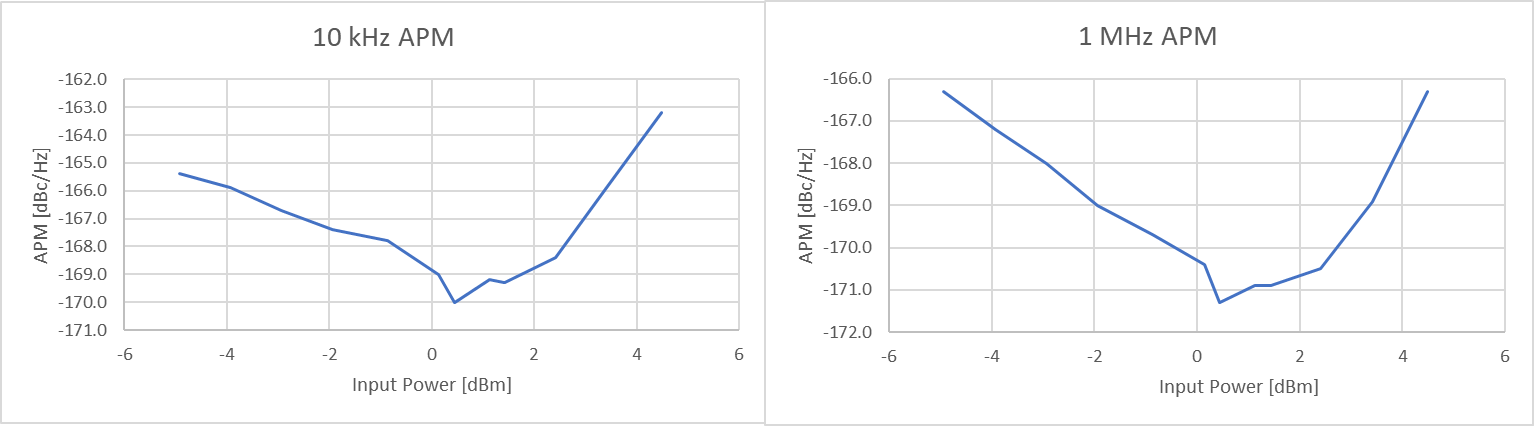 10 kHz APM
-162.0
-163.0
-164.0
-165.0
-166.0
-167.0
-168.0
-169.0
-170.0
-171.0
APM [dBc/Hz]
-6 -4 -2 0 2 4 6
Input Power [dBm]
1 MHz APM
-166.0
-167.0
-168.0
-169.0
-170.0
-171.0
-172.0
APM [dBc/Hz]
-6 -4 -2 0 2 4 6
Input Power [dBm]